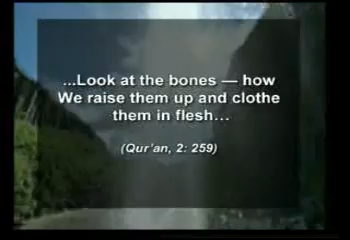 ...Look at the bones — how
We raise them up and clothe
them in flesh...
(Qur'an, 2: 259)